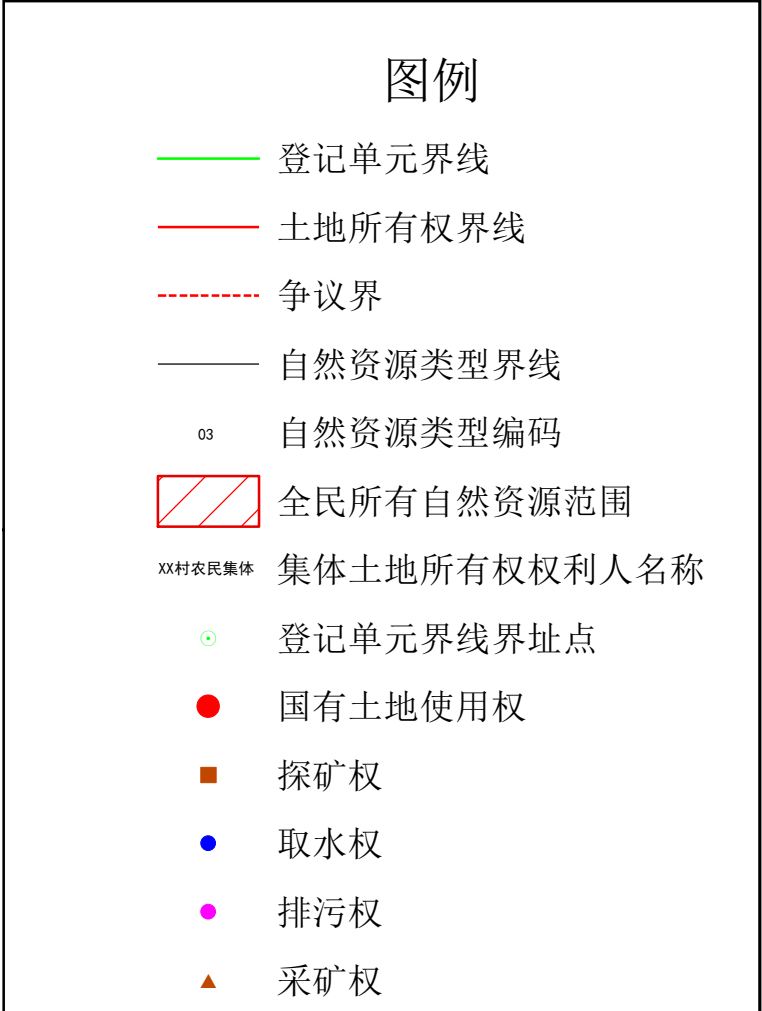 图例
登记单元界线
土地所有权界线
争议界
自然资源类型界线
03 自然资源类型编码
全民所有自然资源范围
XX村农民集体 集体土地所有权权利人名称
登记单元界线界址点
国有土地使用权
探矿权
取水权
排污权
采矿权